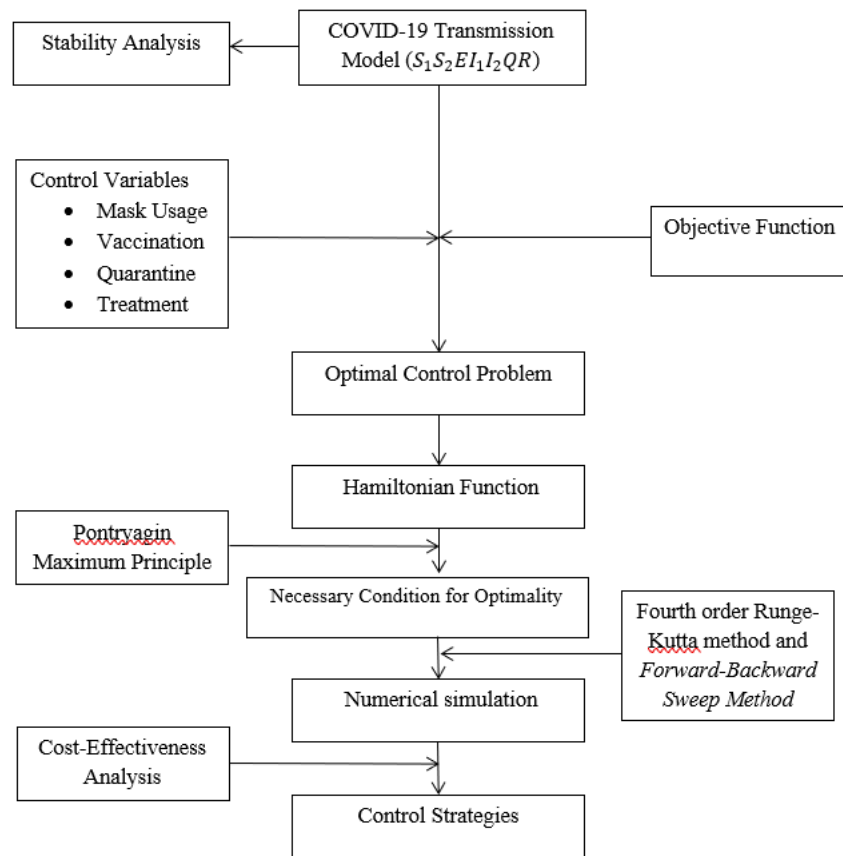 Stability Analysis
COVID-19 Transmission
Model (𝑆₁𝑆₂𝐸𝐼₁𝐼₂𝑄𝑅)
Control Variables
• Mask Usage
• Vaccination
• Quarantine
• Treatment
Objective Function
Optimal Control Problem
Hamiltonian Function
Pontryagin
Maximum Principle
Necessary Condition for Optimality
Fourth order Runge-
Kutta method and
Forward-Backward
Sweep Method
Numerical simulation
Cost-Effectiveness
Analysis
Control Strategies